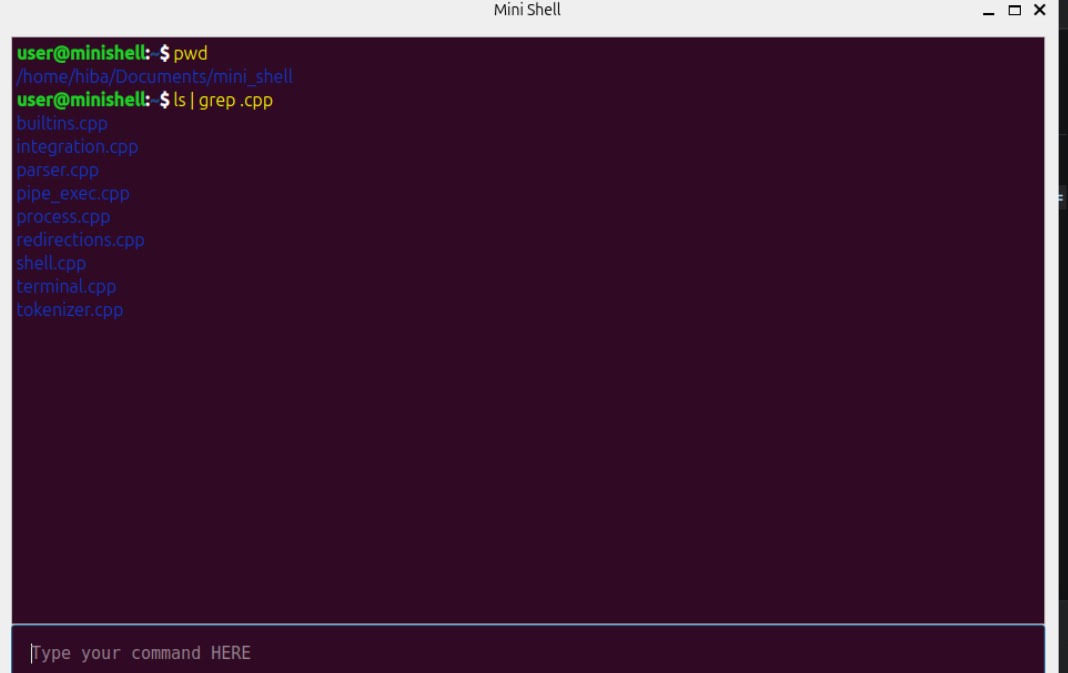 Mini Shell
user@minishell:~$ pwd
/home/hiba/Documents/mini_shell
user@minishell:~$ ls | grep .cpp
builtins.cpp
integration.cpp
parser.cpp
pipe_exec.cpp
process.cpp
redirections.cpp
shell.cpp
terminal.cpp
tokenizer.cpp
Type your command HERE